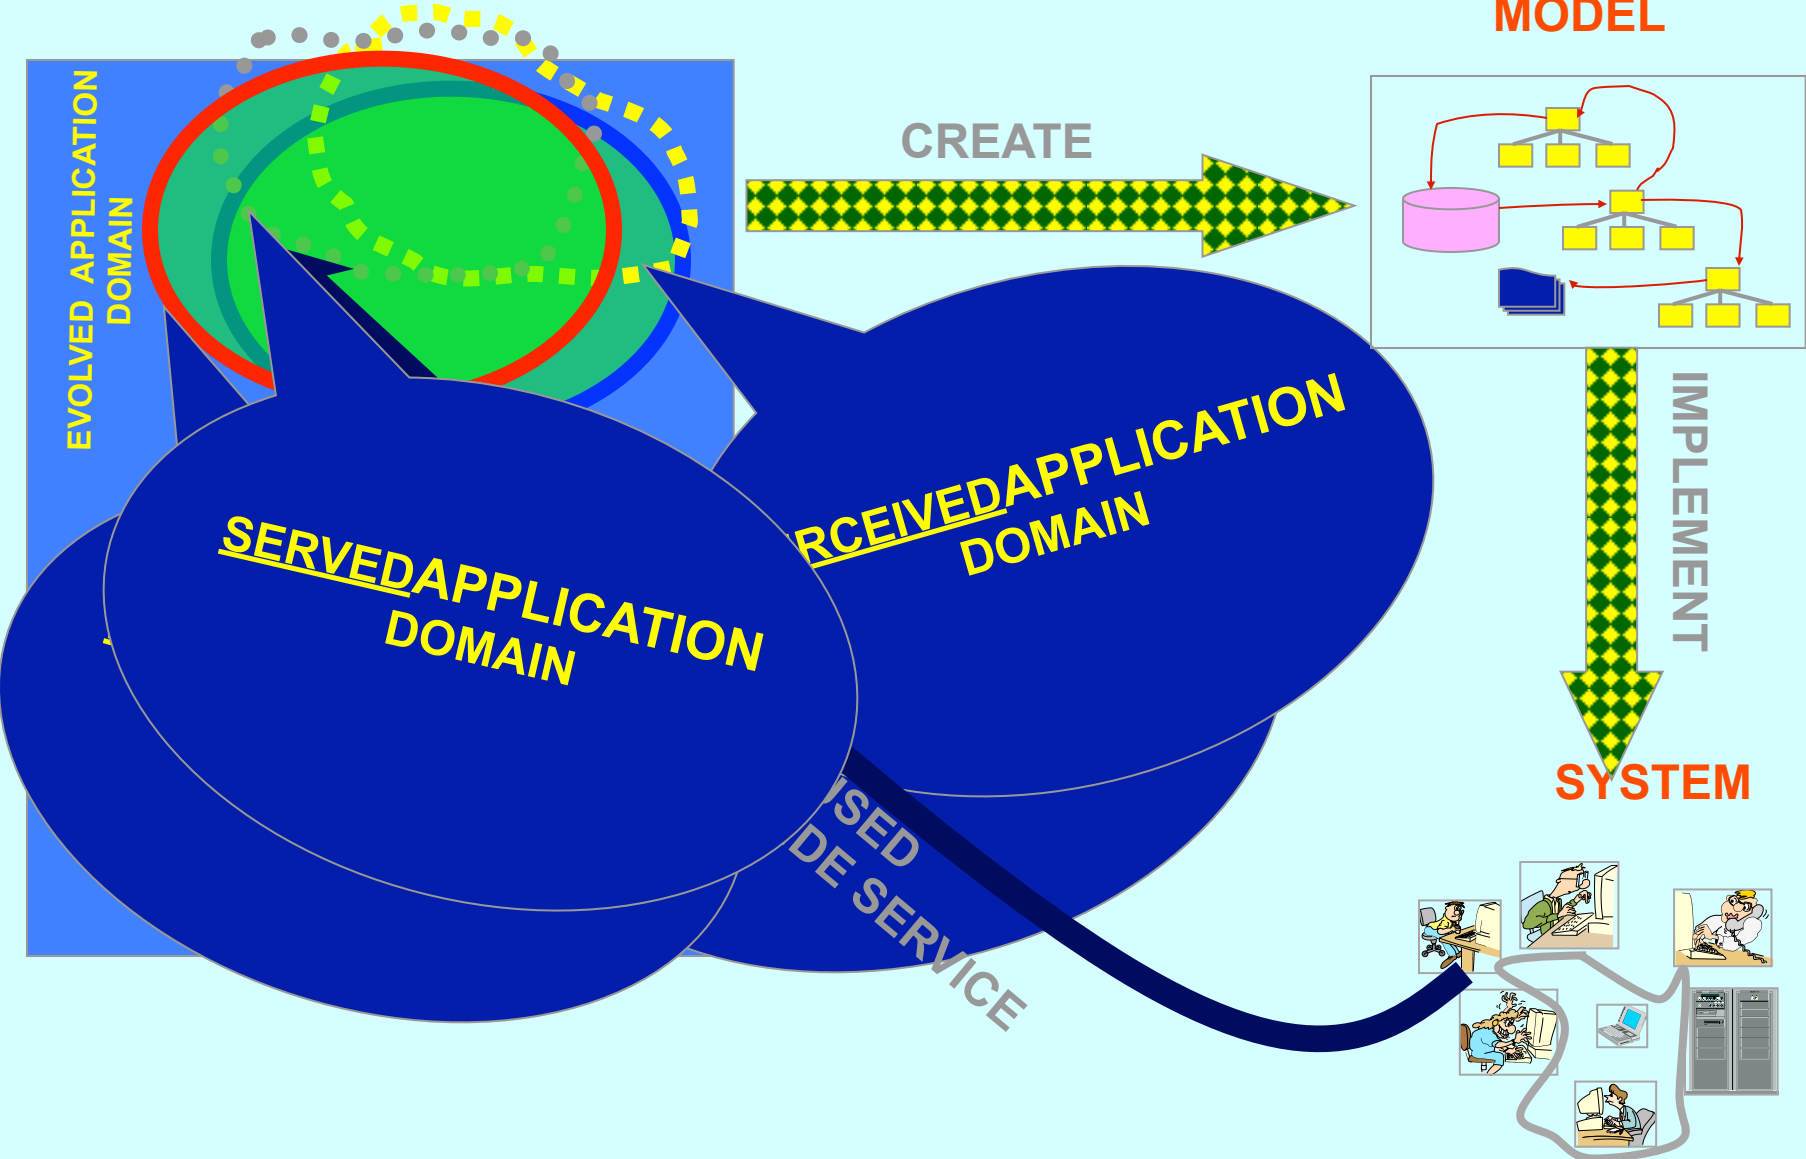 MODEL
EVOLVED APPLICATION
DOMAIN
CREATE
IMPLEMENT
RCEIVEDAPPLICATION
DOMAIN
SERVEDAPPLICATION
DOMAIN
SYSTEM
SED
DE SERVICE